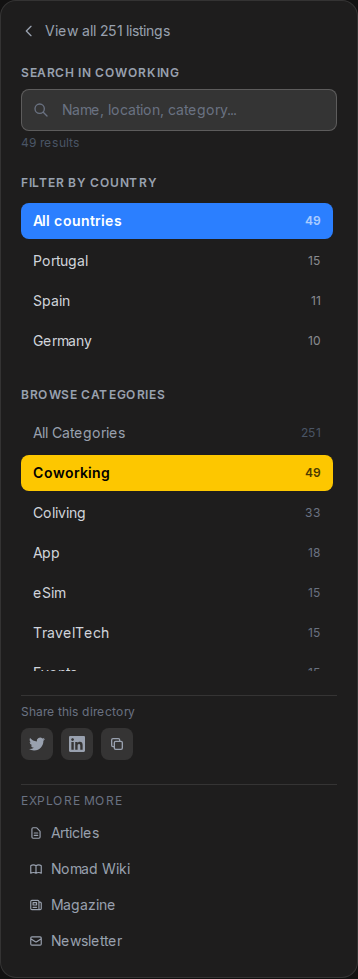 View all 251 listings
SEARCH IN COWORKING
Name, location, category...
49 results
FILTER BY COUNTRY
All countries 49
Portugal 15
Spain 11
Germany 10
BROWSE CATEGORIES
All Categories 251
Coworking 49
Coliving 33
App 18
eSim 15
TravelTech 15
Events 15
Share this directory
EXPLORE MORE
Articles
Nomad Wiki
Magazine
Newsletter